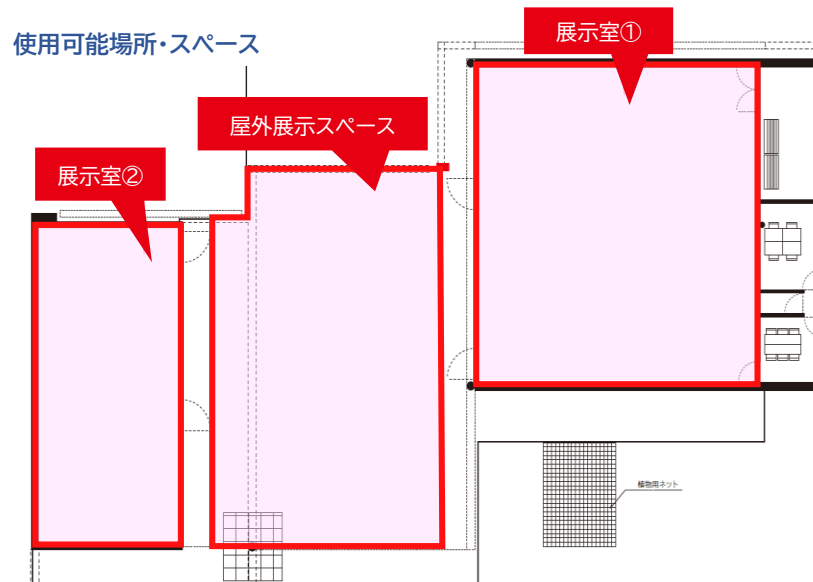 使用可能場所・スペース
展示室①
屋外展示スペース
展示室②
植物用ネット